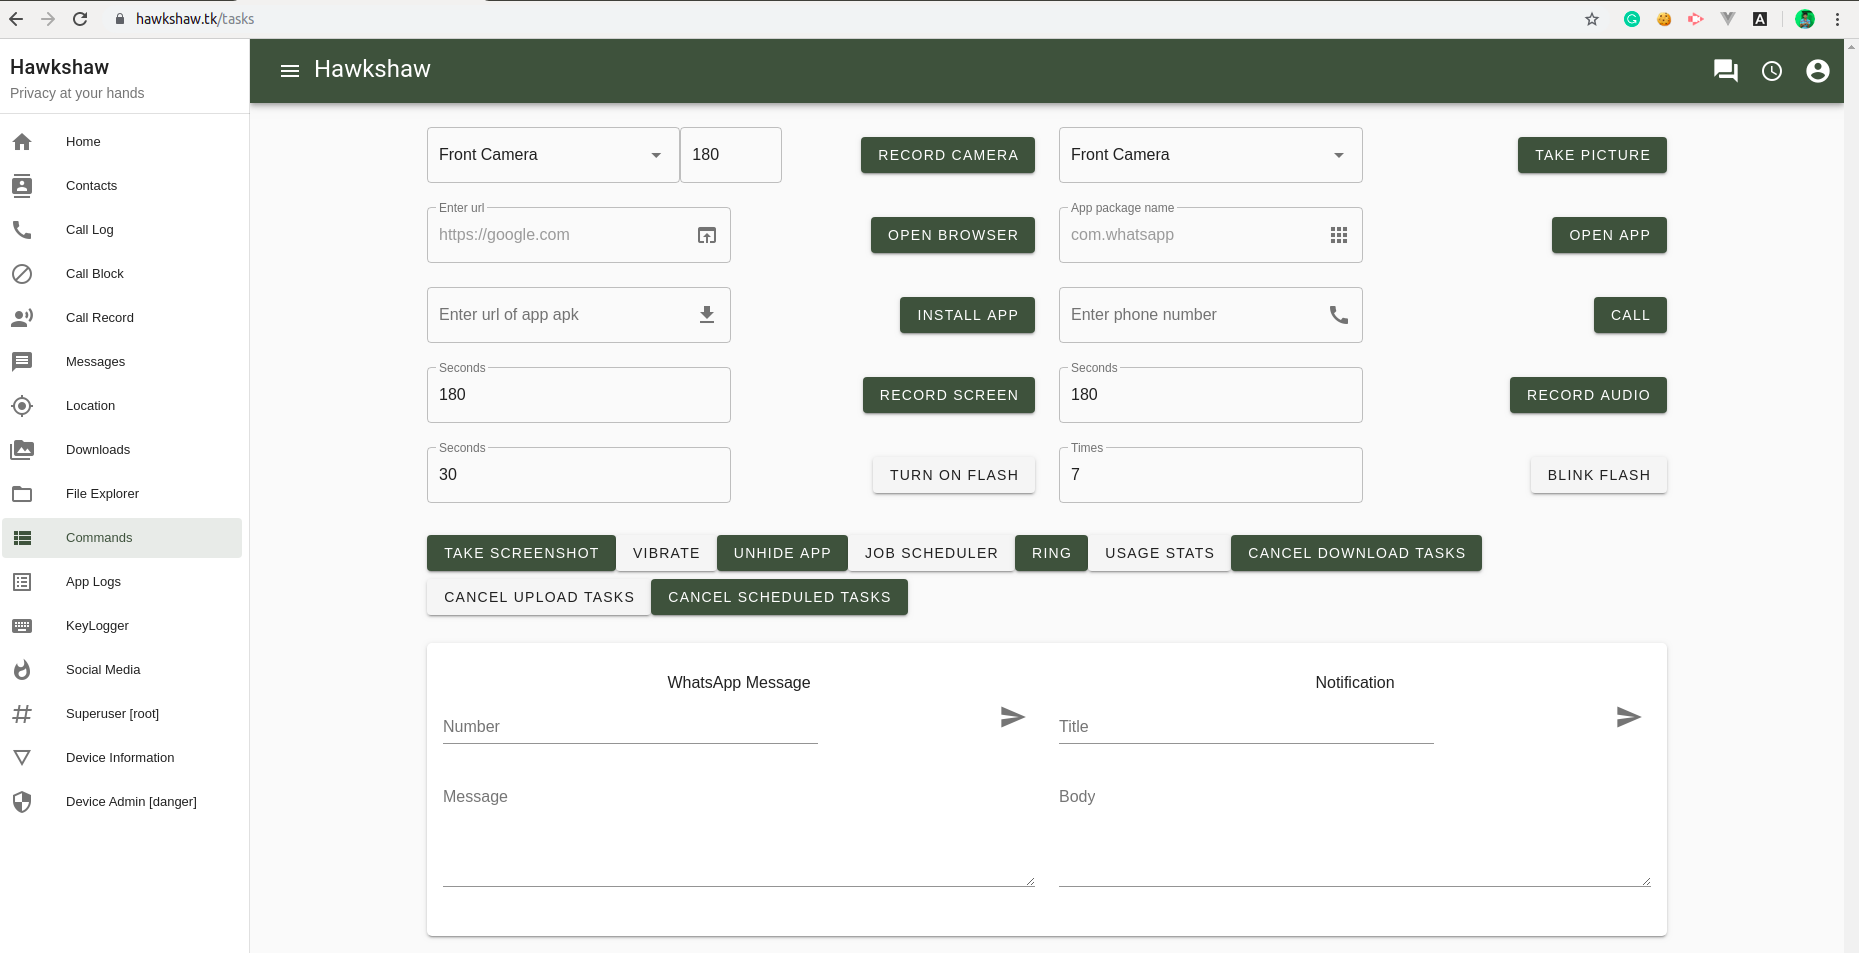 hawkshaw.tk/tasks
Hawkshaw
Privacy at your hands
Home
Contacts
Call Log
Call Block
Call Record
Messages
Location
Downloads
File Explorer
Commands
App Logs
KeyLogger
Social Media
Superuser [root]
Device Information
Device Admin [danger]
Hawkshaw
Front Camera 180 RECORD CAMERA Front Camera TAKE PICTURE
Enter url App package name
https://google.com OPEN BROWSER com.whatsapp OPEN APP
Enter url of app apk INSTALL APP Enter phone number CALL
Seconds Seconds
180 RECORD SCREEN 180 RECORD AUDIO
Seconds Times
30 TURN ON FLASH 7 BLINK FLASH
TAKE SCREENSHOT VIBRATE UNHIDE APP JOB SCHEDULER RING USAGE STATS CANCEL DOWNLOAD TASKS
CANCEL UPLOAD TASKS CANCEL SCHEDULED TASKS
WhatsApp Message Notification
Number Title
Message Body